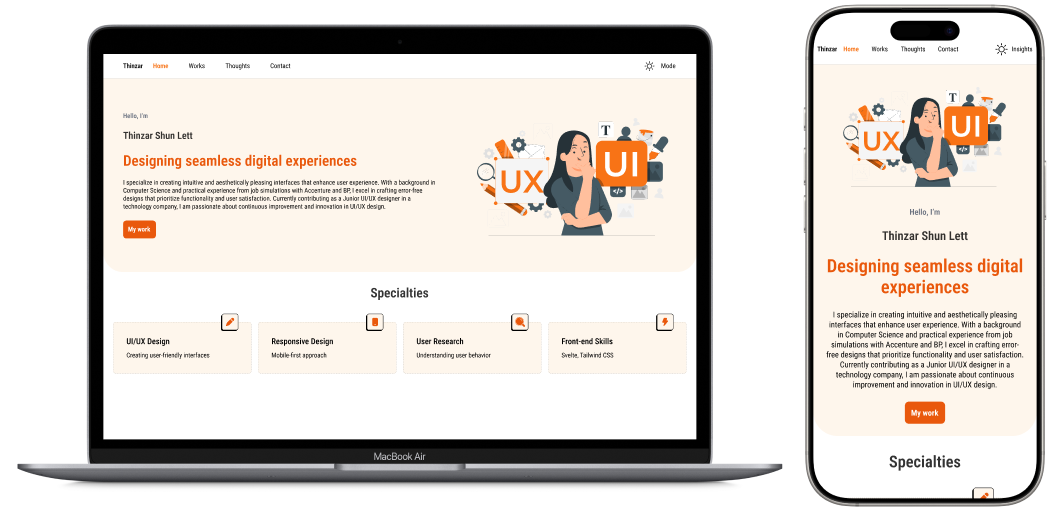 Thinzar Home Works Thoughts Contact Mode
Hello, I'm
Thinzar Shun Lett
Designing seamless digital experiences
I specialize in creating intuitive and aesthetically pleasing interfaces that enhance user experience. With a background in
Computer Science and practical experience from job simulations with Accenture and BP, I excel in crafting error-free
designs that prioritize functionality and user satisfaction. Currently contributing as a Junior UI/UX designer in a
technology company, I am passionate about continuous improvement and innovation in UI/UX design.
My work
T
UX
UI
</>
Specialties
UI/UX Design
Creating user-friendly interfaces
Responsive Design
Mobile-first approach
User Research
Understanding user behavior
Front-end Skills
Svelte, Tailwind CSS
MacBook Air
Thinzar Home Works Thoughts Contact Insights
T
UX
UI
</>
Hello, I'm
Thinzar Shun Lett
Designing seamless digital
experiences
I specialize in creating intuitive and aesthetically pleasing
interfaces that enhance user experience. With a background
in Computer Science and practical experience from job
simulations with Accenture and BP, I excel in crafting error-
free designs that prioritize functionality and user satisfaction.
Currently contributing as a Junior UI/UX designer in a
technology company, I am passionate about continuous
improvement and innovation in UI/UX design.
My work
Specialties